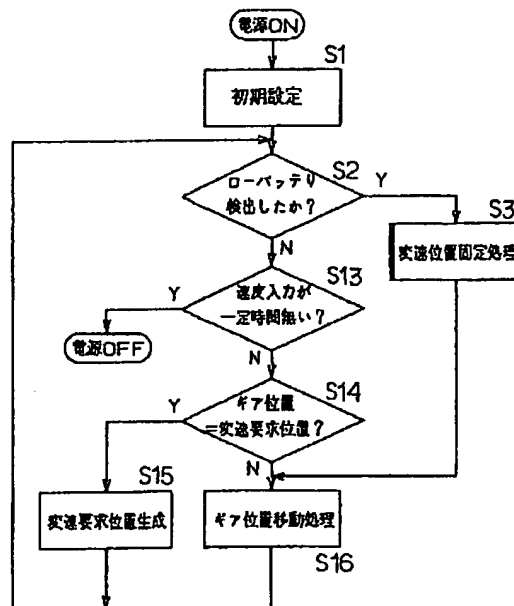 電源ON
S1
初期設定
S2
ローバッテリ
検出したか？
Y
N
S3
変速位置固定処理
S13
速度入力が
一定時間無い？
Y
電源OFF
N
S14
ギア位置
＝変速要求位置？
Y
N
S15
変速要求位置生成
ギア位置移動処理
S16